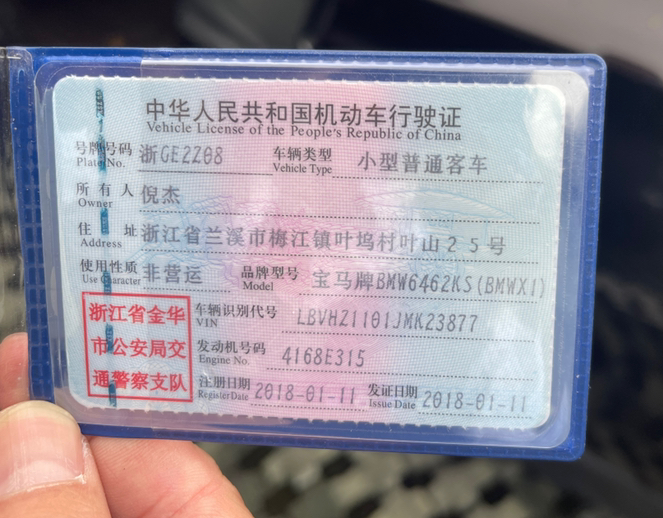 中华人民共和国机动车行驶证
Vehicle License of the People's Republic of China
号牌号码 浙GE2Z08 车辆类型 小型普通客车
Plate No. Vehicle Type
所有人 倪杰
Owner
住址 浙江省兰溪市梅江镇叶坞村叶山25号
Address
使用性质 非营运 品牌型号 宝马牌BMW6462KS(BMWX1)
Use Character Model
浙江省金华
市公安局交
通警察支队
车辆识别代号 LBVHZ1101JMK23877
VIN
发动机号码 4168E315
Engine No.
注册日期 2018-01-11 发证日期 2018-01-11
Register Date Issue Date